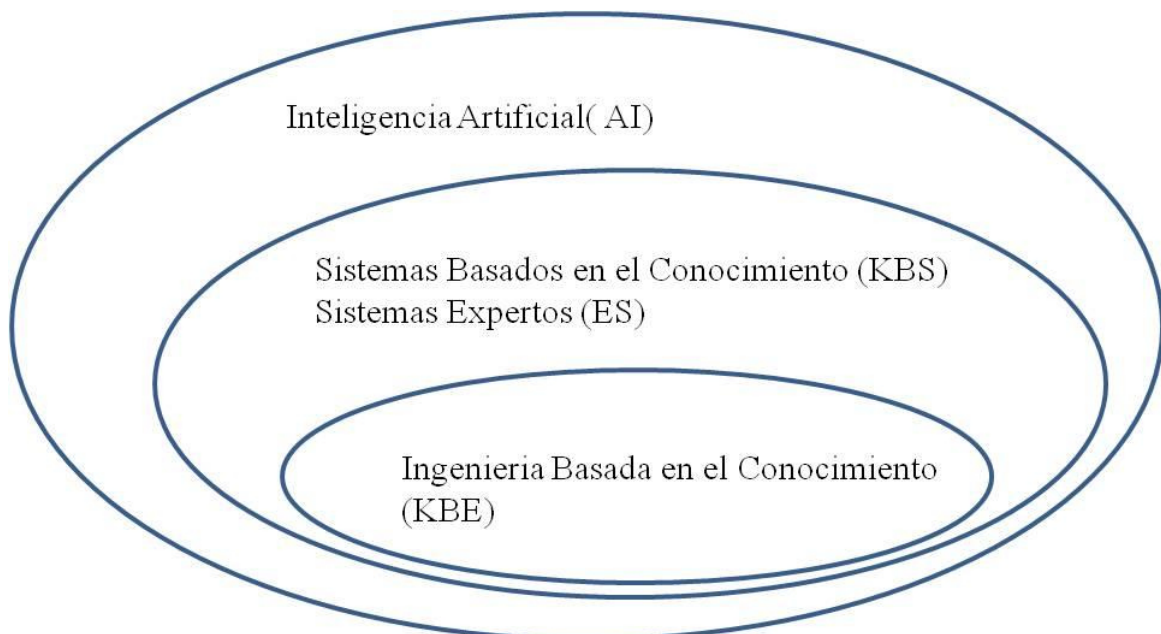 Inteligencia Artificial( AI)
Sistemas Basados en el Conocimiento (KBS)
Sistemas Expertos (ES)
Ingenieria Basada en el Conocimiento
(KBE)